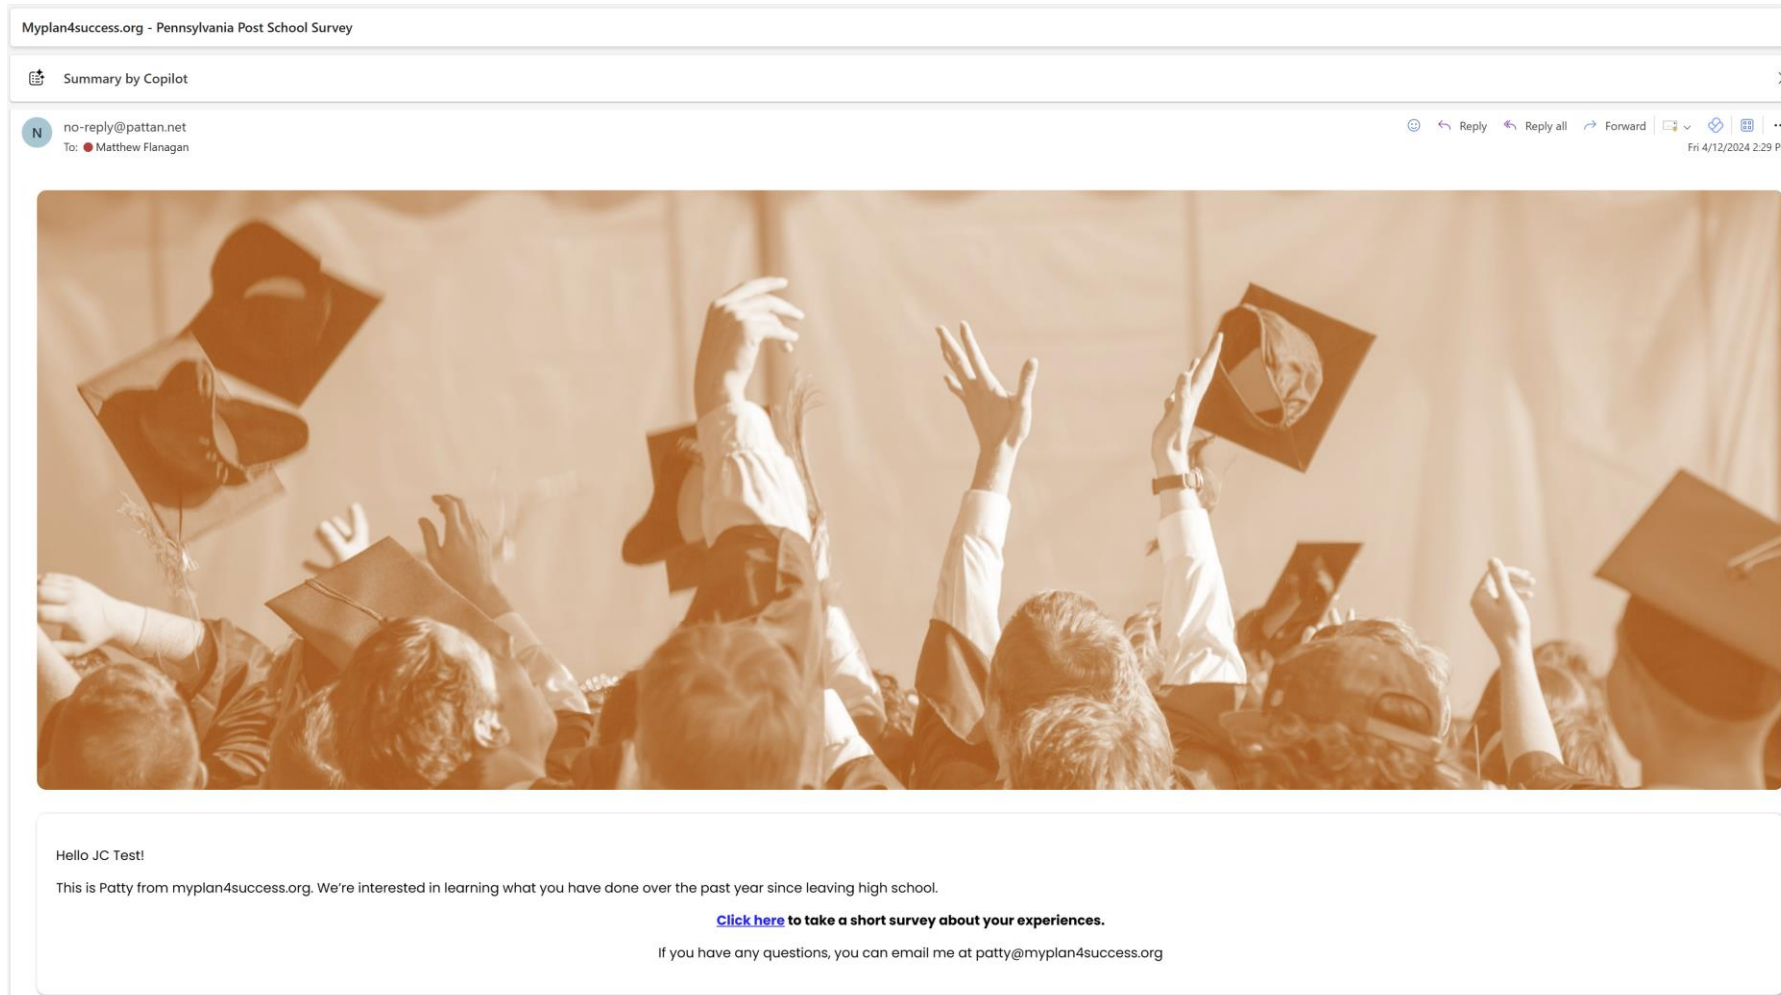 Myplan4success.org - Pennsylvania Post School Survey
Summary by Copilot
N
no-reply@pattan.net
To: Matthew Flanagan
Reply
Reply all
Forward
Fri 4/12/2024 2:29 P
Hello JC Test!
This is Patty from myplan4success.org. We’re interested in learning what you have done over the past year since leaving high school.
Click here to take a short survey about your experiences.
If you have any questions, you can email me at patty@myplan4success.org